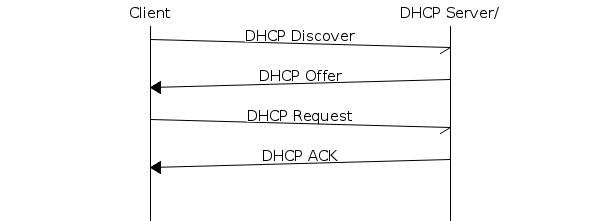 Client
DHCP Server/
DHCP Discover
DHCP Offer
DHCP Request
DHCP ACK